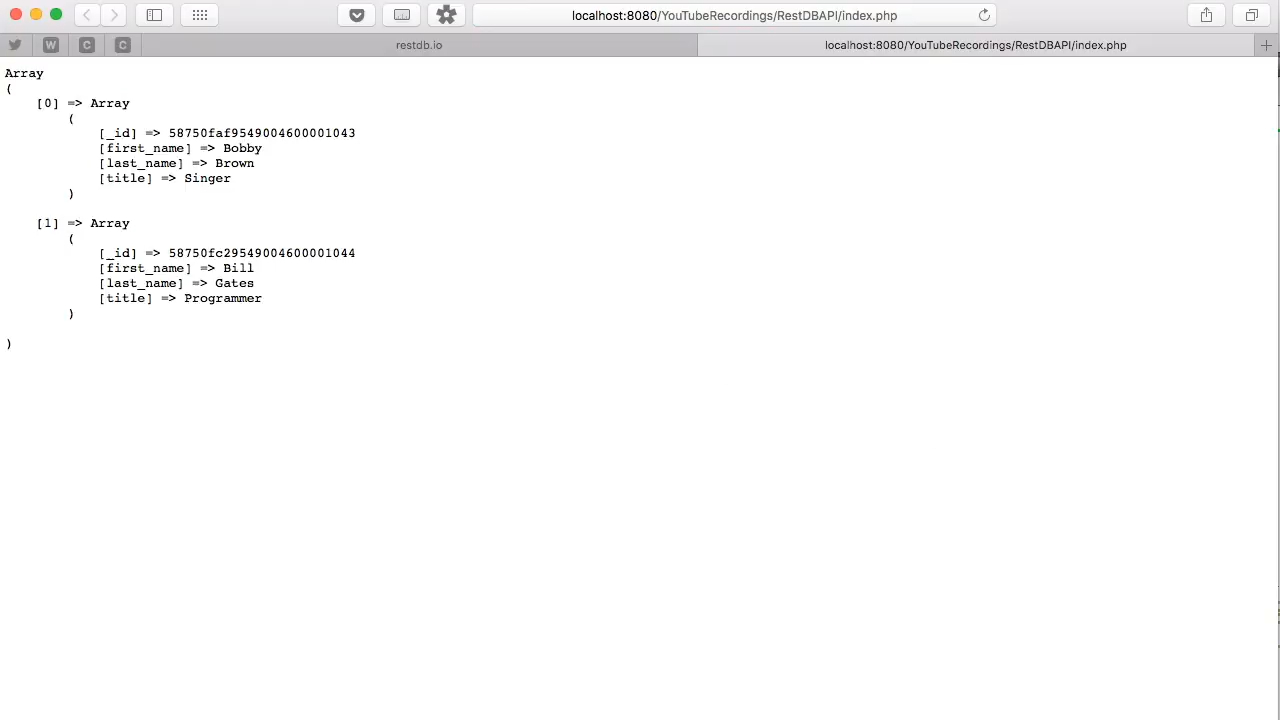 localhost:8080/YouTubeRecordings/RestDBAPI/index.php
W
C
C
restdb.io
localhost:8080/YouTubeRecordings/RestDBAPI/index.php
Array
(
    [0] => Array
        (
            [_id] => 58750faf9549004600001043
            [first_name] => Bobby
            [last_name] => Brown
            [title] => Singer
        )

    [1] => Array
        (
            [_id] => 58750fc29549004600001044
            [first_name] => Bill
            [last_name] => Gates
            [title] => Programmer
        )

)